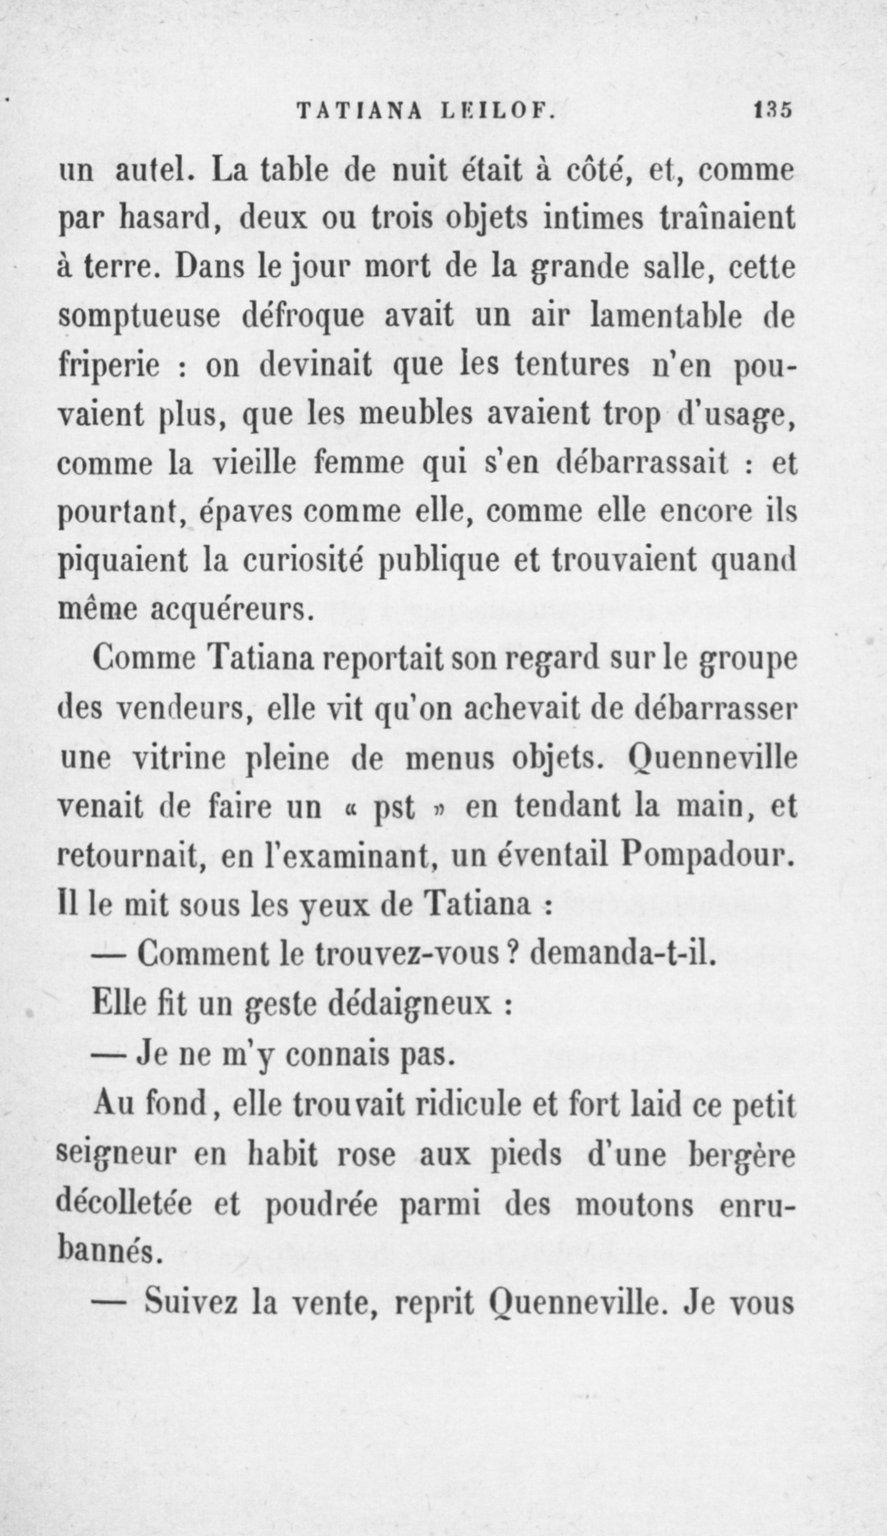 TATIANA LEILOF. 135
un autel. La table de nuit était à côté, et, comme
par hasard, deux ou trois objets intimes traînaient
à terre. Dans le jour mort de la grande salle, cette
somptueuse défroque avait un air lamentable de
friperie : on devinait que les tentures n'en pou-
vaient plus, que les meubles avaient trop d'usage,
comme la vieille femme qui s'en débarrassait : et
pourtant, épaves comme elle, comme elle encore ils
piquaient la curiosité publique et trouvaient quand
même acquéreurs.
Comme Tatiana reportait son regard sur le groupe
des vendeurs, elle vit qu'on achevait de débarrasser
une vitrine pleine de menus objets. Quenneville
venait de faire un « pst » en tendant la main, et
retournait, en l'examinant, un éventail Pompadour.
Il le mit sous les yeux de Tatiana :
— Comment le trouvez-vous ? demanda-t-il.
Elle fit un geste dédaigneux :
— Je ne m'y connais pas.
Au fond, elle trouvait ridicule et fort laid ce petit
seigneur en habit rose aux pieds d'une bergère
décolletée et poudrée parmi des moutons enru-
bannés.
— Suivez la vente, reprit Quenneville. Je vous